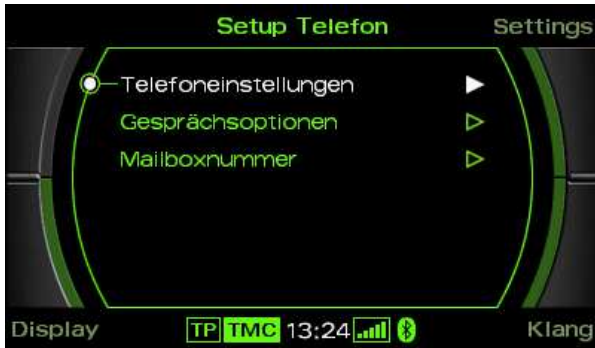 Setup Telefon Settings
Telefoneinstellungen
Gesprächsoptionen
Mailboxnummer
Display TP TMC 13:24 Klang